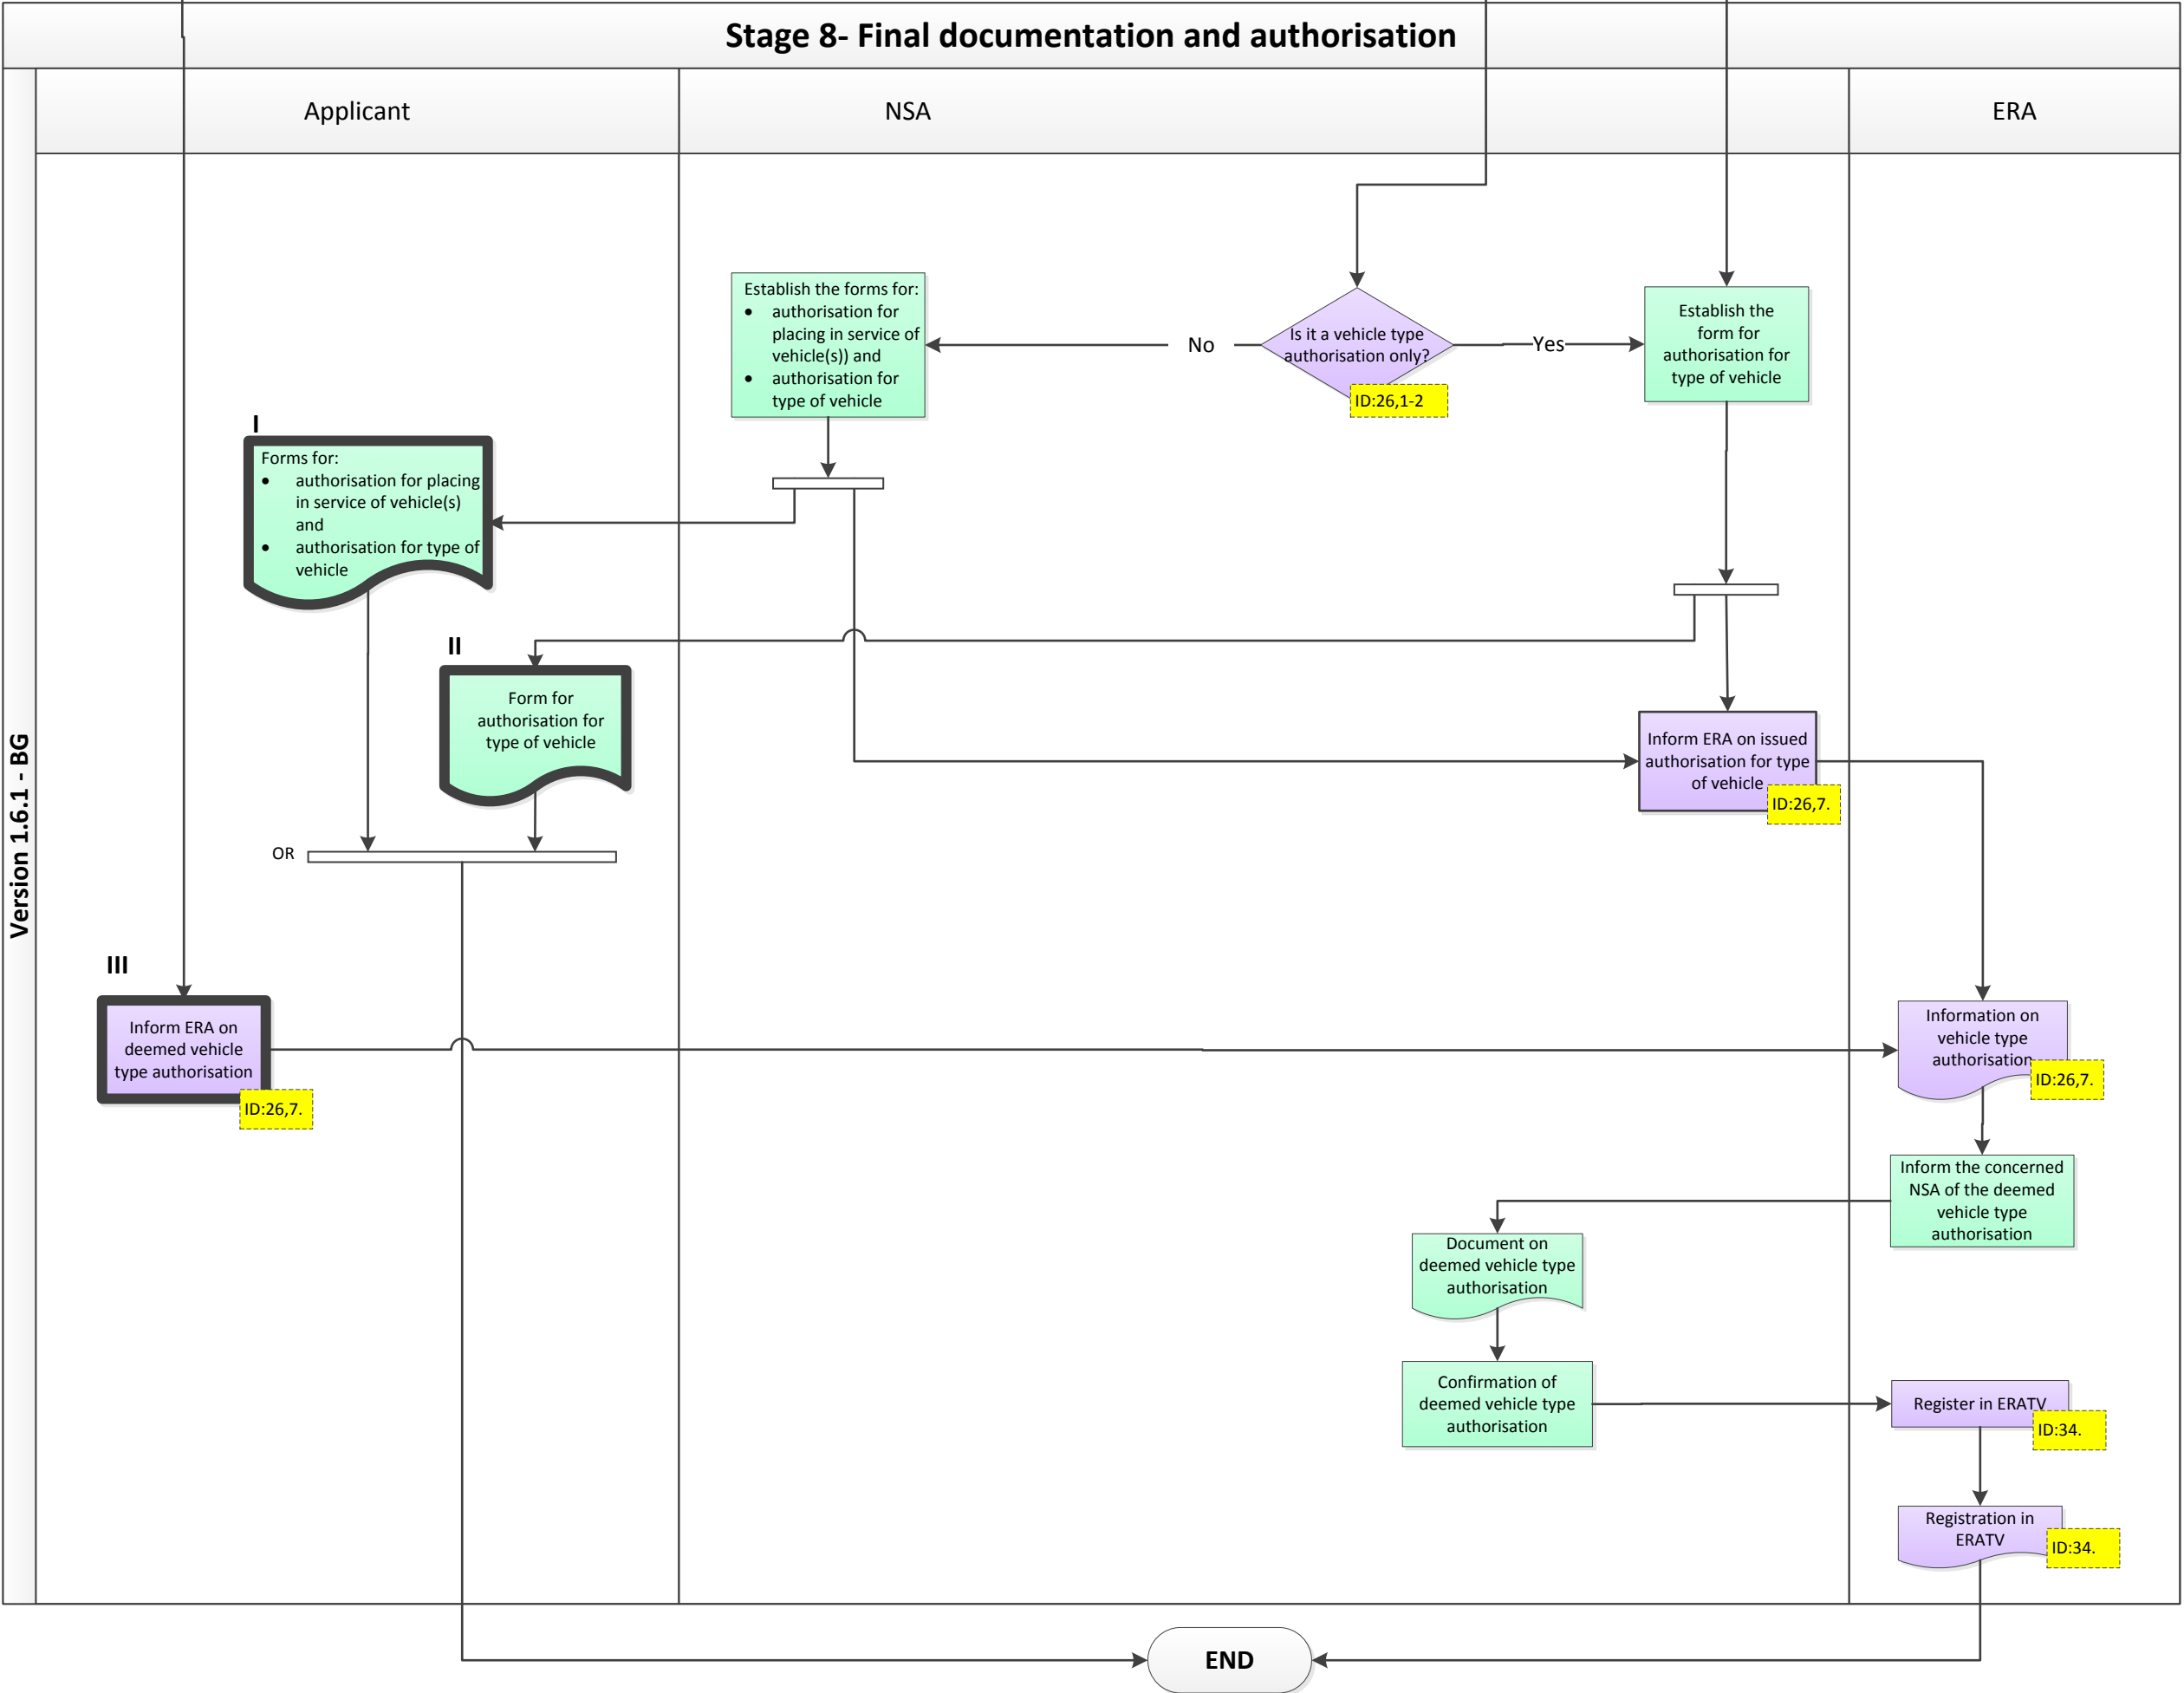 Stage 8- Final documentation and authorisation
Applicant
NSA
ERA
Version 1.6.1 - BG
Establish the forms for:
• authorisation for
placing in service of
vehicle(s)) and
• authorisation for
type of vehicle
No
Is it a vehicle type
authorisation only?
ID:26,1-2
Yes
Establish the
form for
authorisation for
type of vehicle
I
Forms for:
• authorisation for placing
in service of vehicle(s)
and
• authorisation for type of
vehicle
II
Form for
authorisation for
type of vehicle
Inform ERA on issued
authorisation for type
of vehicle
ID:26,7.
OR
III
Inform ERA on
deemed vehicle
type authorisation
ID:26,7.
Information on
vehicle type
authorisation
ID:26,7.
Inform the concerned
NSA of the deemed
vehicle type
authorisation
Document on
deemed vehicle type
authorisation
Confirmation of
deemed vehicle type
authorisation
Register in ERATV
ID:34.
Registration in
ERATV
ID:34.
END